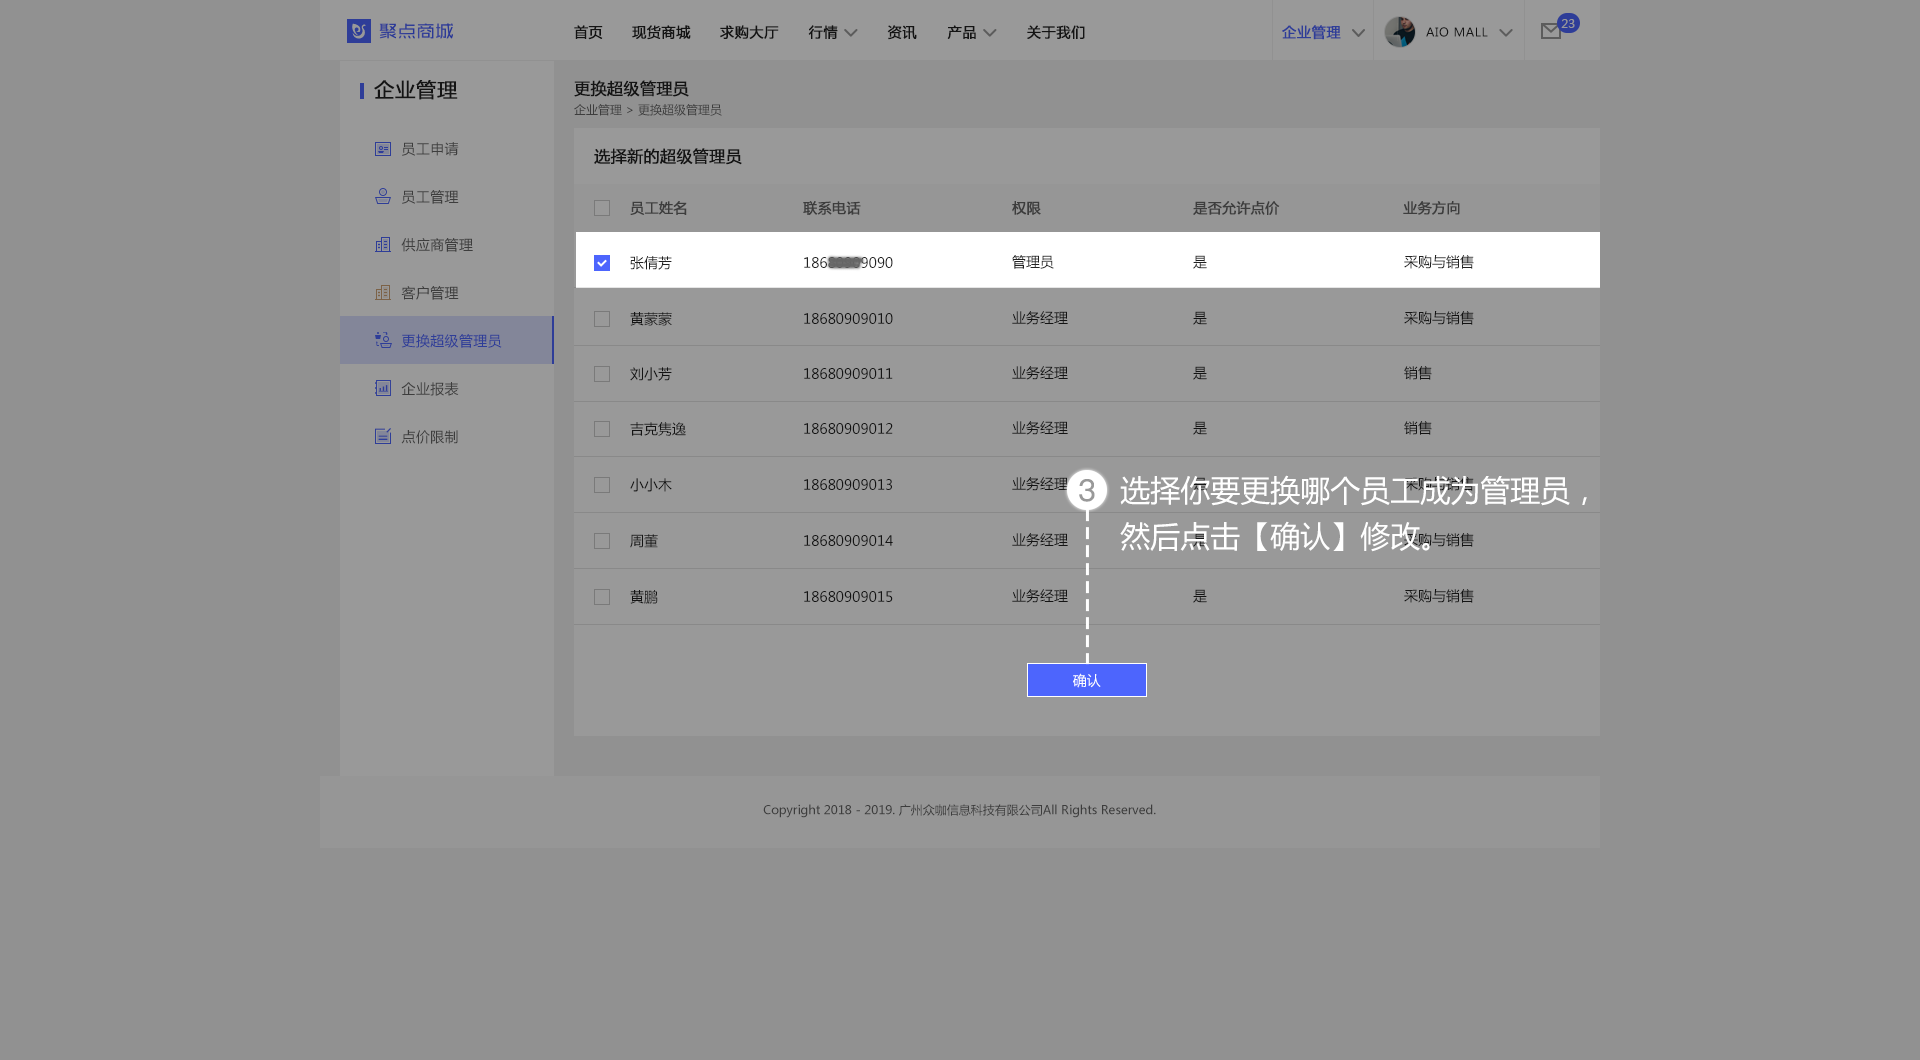 聚点商城
首页 现货商城 求购大厅 行情 资讯 产品 关于我们
企业管理 AIO MALL 23
企业管理
员工申请
员工管理
供应商管理
客户管理
更换超级管理员
企业报表
点价限制
更换超级管理员
企业管理 > 更换超级管理员
选择新的超级管理员
员工姓名 联系电话 权限 是否允许点价 业务方向
张倩芳 186 9090 管理员 是 采购与销售
黄蒙蒙 18680909010 业务经理 是 采购与销售
刘小芳 18680909011 业务经理 是 销售
吉克隽逸 18680909012 业务经理 是 销售
小小木 18680909013 业务经理 是 采购与销售
周董 18680909014 业务经理 是 采购与销售
黄鹏 18680909015 业务经理 是 采购与销售
3 选择你要更换哪个员工成为管理员，
然后点击【确认】修改。
确认
Copyright 2018 - 2019. 广州众咖信息科技有限公司All Rights Reserved.